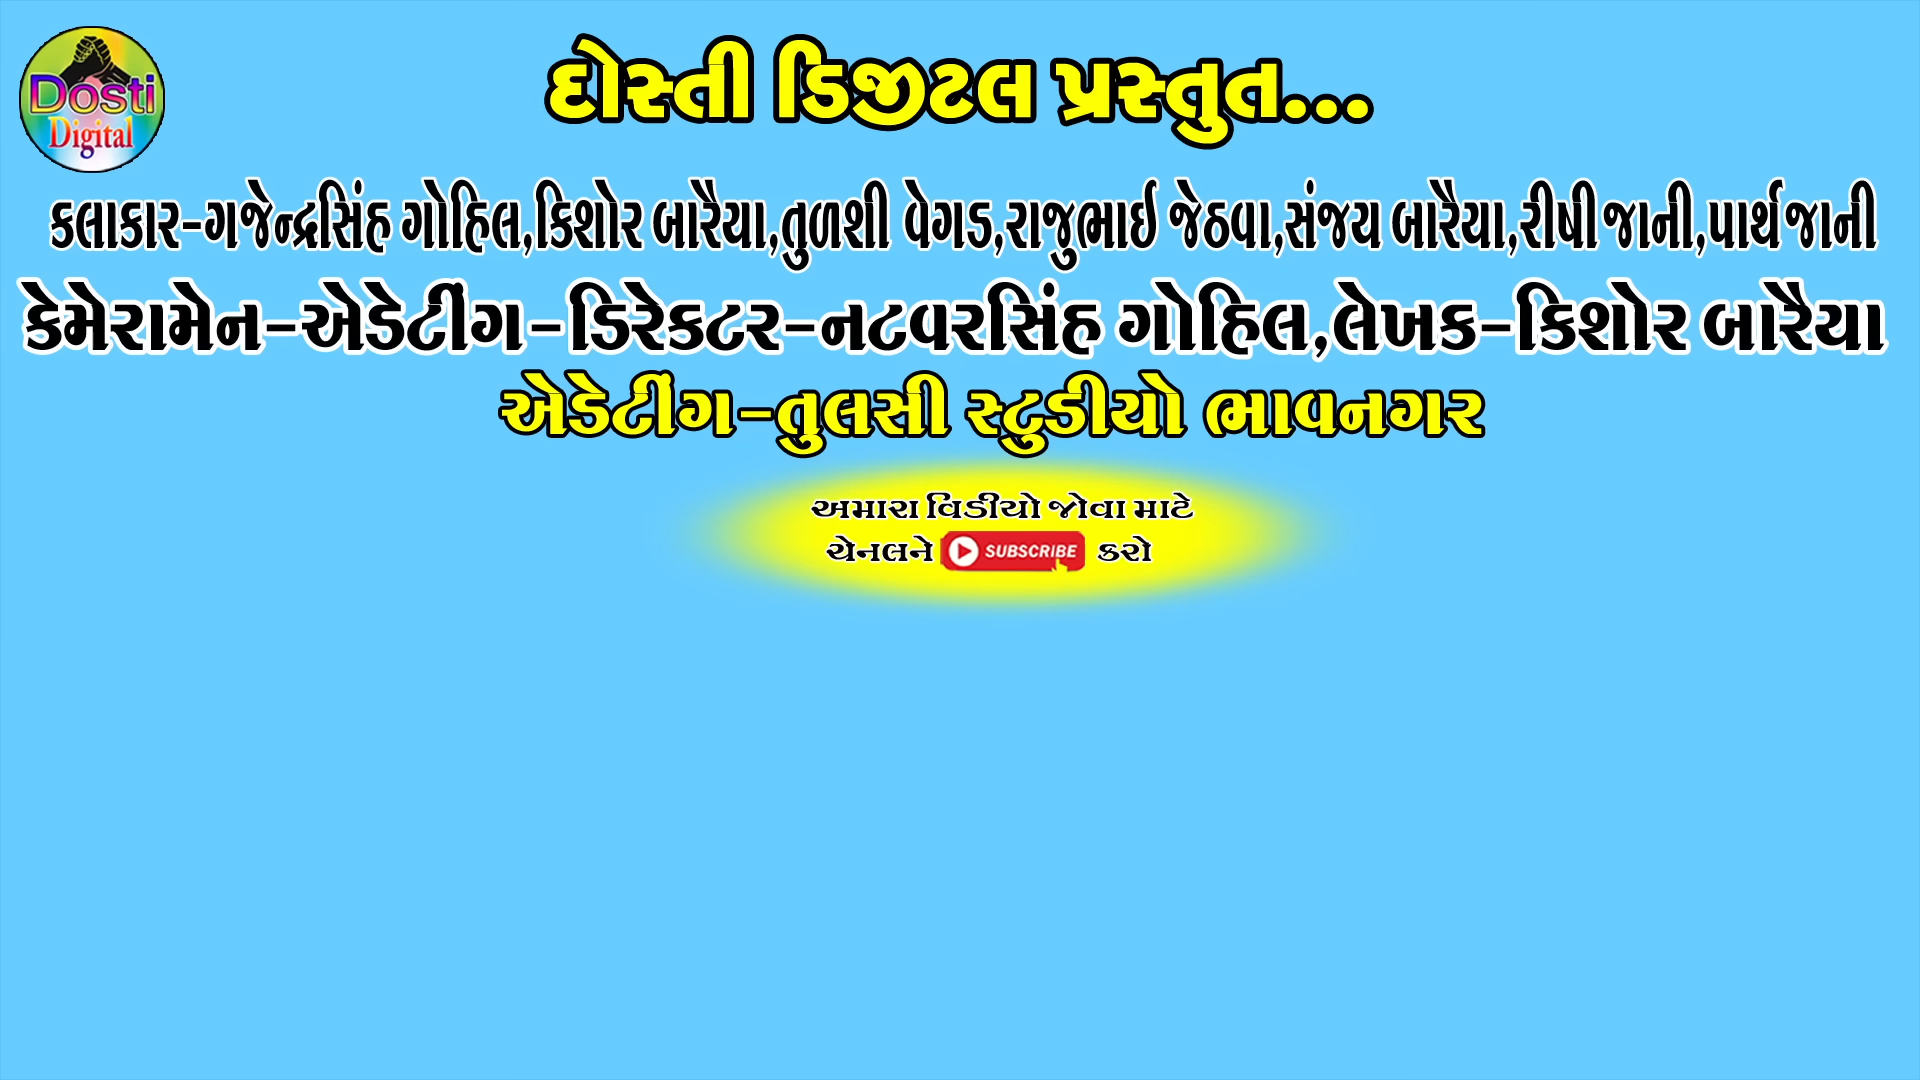 Dosti
Digital
દોસ્તી ડિજીટલ પ્રસ્તુત...
કલાકાર-ગજેન્દ્રસિંહ ગોહિલ,કિશોર બારૈયા,તુળશી વેગડ,રાજુભાઈ જેઠવા,સંજય બારૈયા,રીષી જાની,પાર્થ જાની
કેમેરામેન-એડેટીંગ-ડિરેકટર-નટવરસિંહ ગોહિલ,લેખક-કિશોર બારૈયા
એડેટીંગ-તુલસી સ્ટુડીયો ભાવનગર
અમારા વિડીયો જોવા માટે
ચેનલને SUBSCRIBE કરો